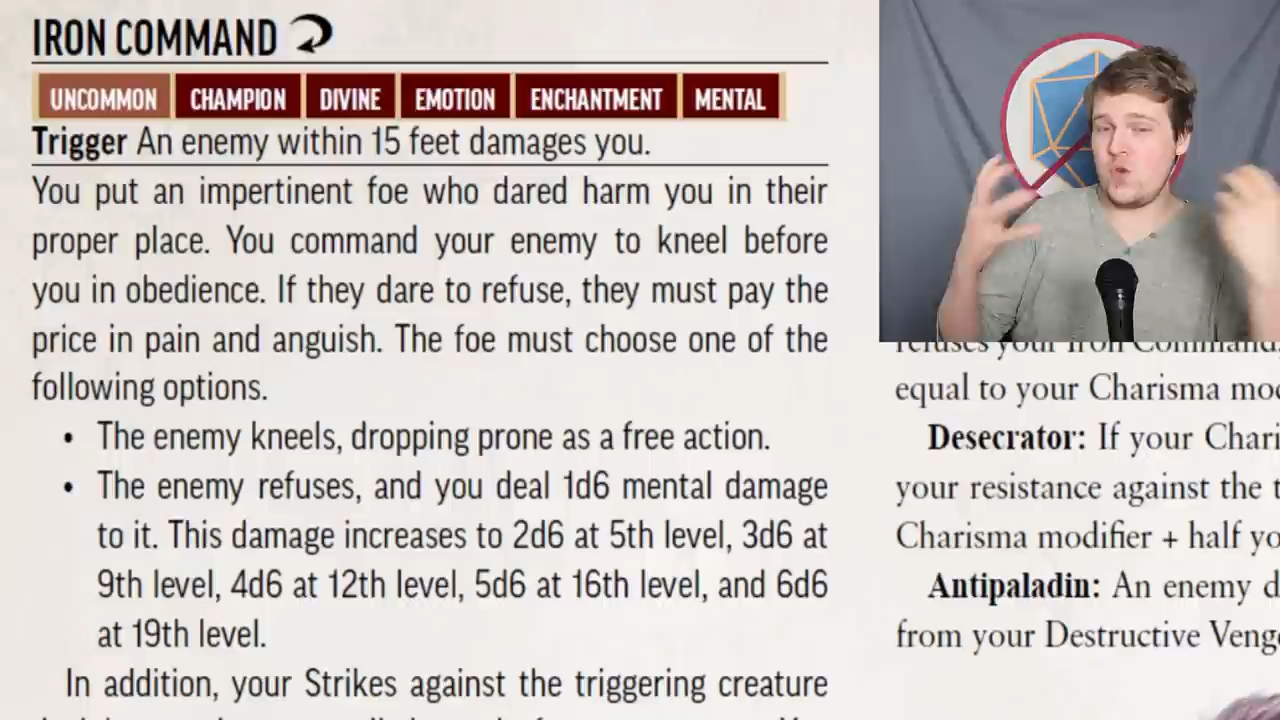 IRON COMMAND
UNCOMMON CHAMPION DIVINE EMOTION ENCHANTMENT MENTAL
Trigger An enemy within 15 feet damages you.
You put an impertinent foe who dared harm you in their
proper place. You command your enemy to kneel before
you in obedience. If they dare to refuse, they must pay the
price in pain and anguish. The foe must choose one of the
following options.
• The enemy kneels, dropping prone as a free action.
• The enemy refuses, and you deal 1d6 mental damage
to it. This damage increases to 2d6 at 5th level, 3d6 at
9th level, 4d6 at 12th level, 5d6 at 16th level, and 6d6
at 19th level.
In addition, your Strikes against the triggering creature
refuses your Iron Command,
equal to your Charisma
Desecrator: If your
your resistance against the
Charisma modifier + half
Antipaladin: An enemy
from your Destructive